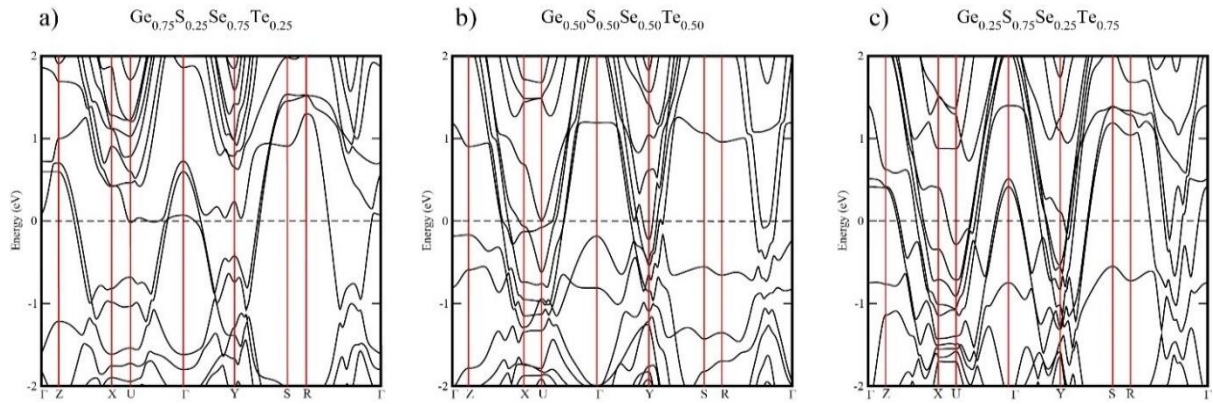 a) Ge0.75S0.25Se0.75Te0.25
b) Ge0.50S0.50Se0.50Te0.50
c) Ge0.25S0.75Se0.25Te0.75
Energy (eV)
2
1
0
-1
-2
Γ Z X U Γ Y S R Γ
Energy (eV)
2
1
0
-1
-2
Γ Z X U Γ Y S R Γ
Energy (eV)
2
1
0
-1
-2
Γ Z X U Γ Y S R Γ